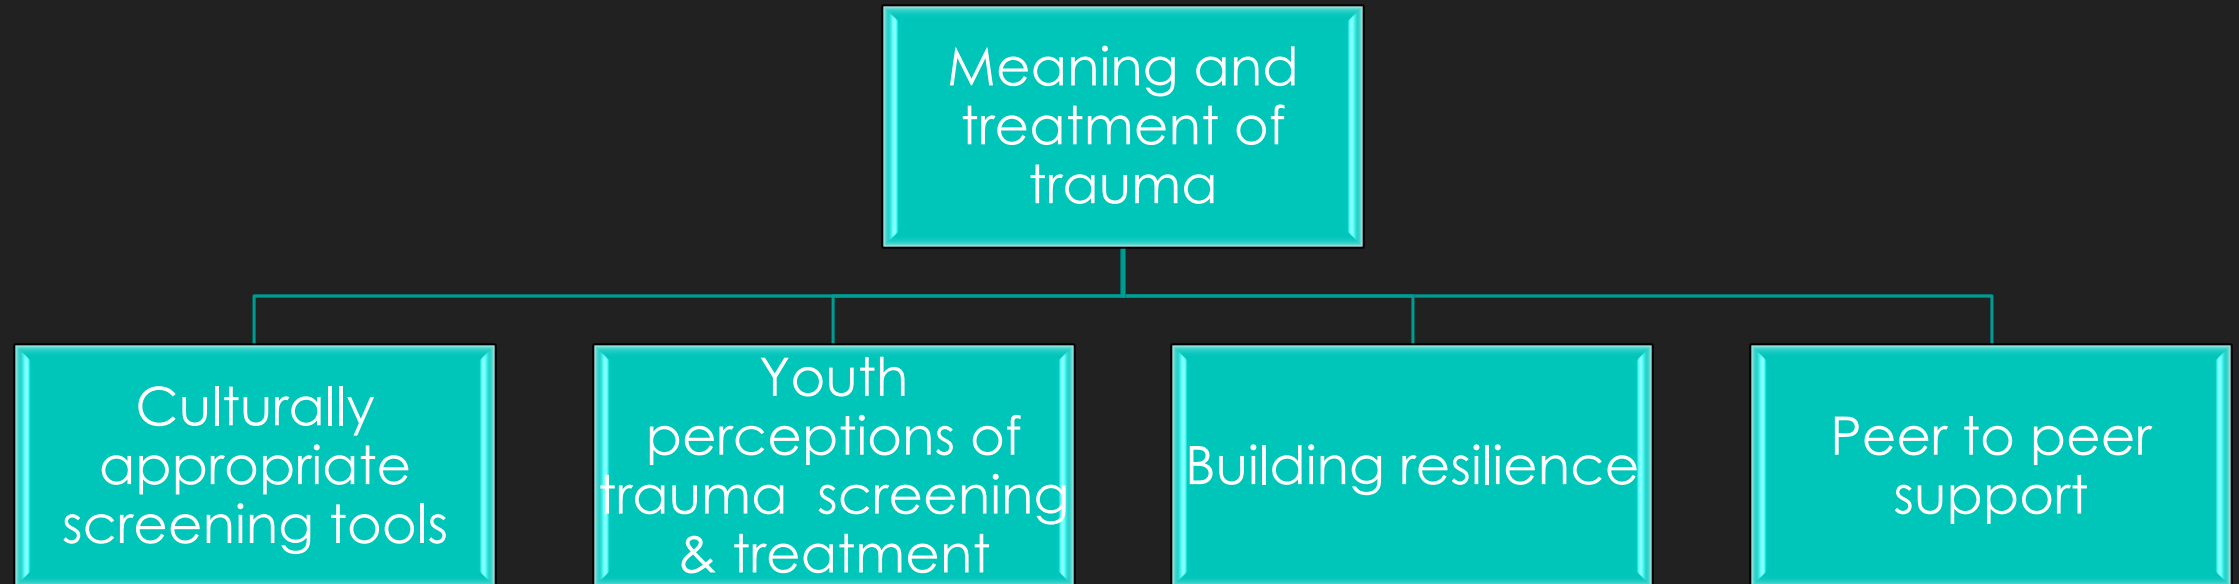 Meaning and
treatment of
trauma
Culturally
appropriate
screening tools
Youth
perceptions of
trauma  screening
& treatment
Building resilience
Peer to peer
support